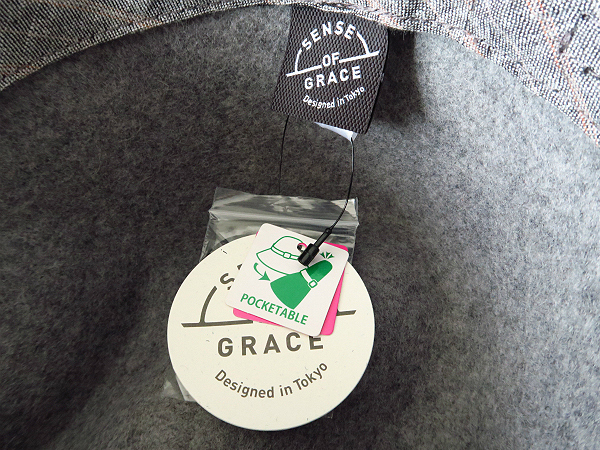 SENSE
OF
GRACE
Designed in Tokyo
POCKETABLE
GRACE
Designed in Tokyo